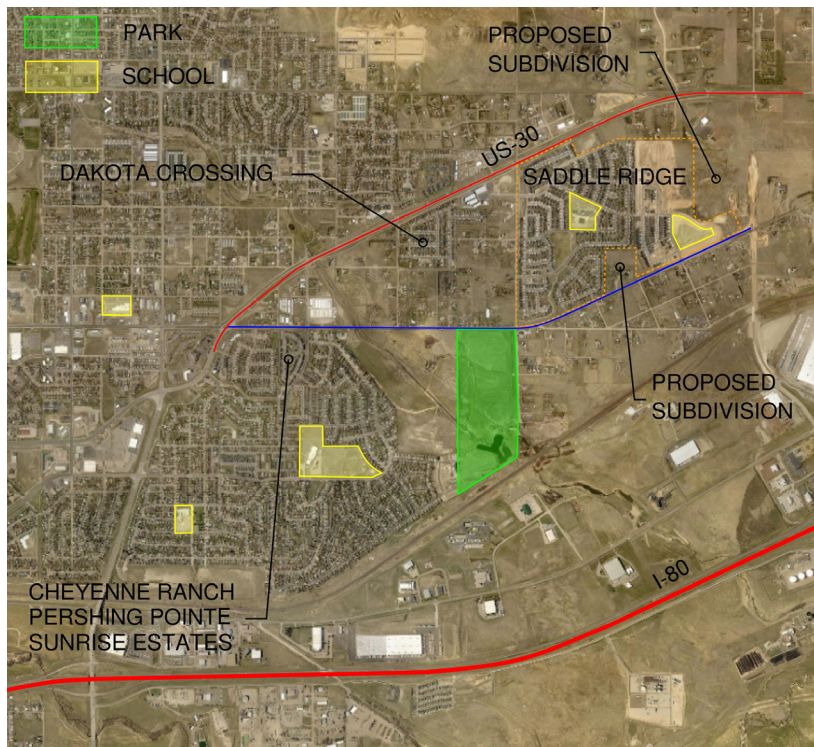 PARK
SCHOOL
PROPOSED
SUBDIVISION
US-30
DAKOTA CROSSING
SADDLE RIDGE
PROPOSED
SUBDIVISION
I-80
CHEYENNE RANCH
PERSHING POINTE
SUNRISE ESTATES